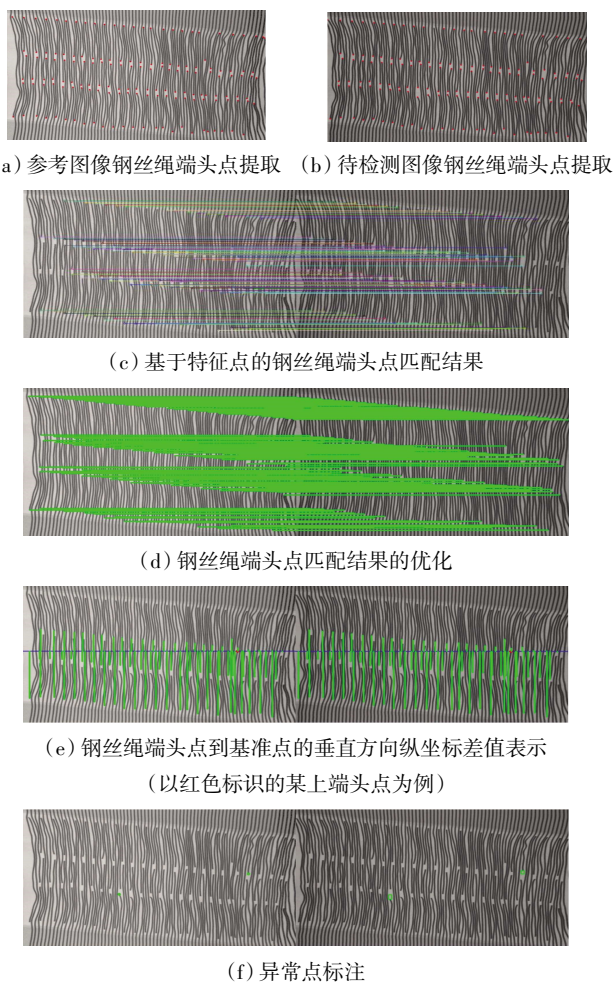 a)参考图像钢丝绳端头点提取 (b)待检测图像钢丝绳端头点提取
(c)基于特征点的钢丝绳端头点匹配结果
(d)钢丝绳端头点匹配结果的优化
(e)钢丝绳端头点到基准点的垂直方向纵坐标差值表示
(以红色标识的某上端头点为例)
(f)异常点标注